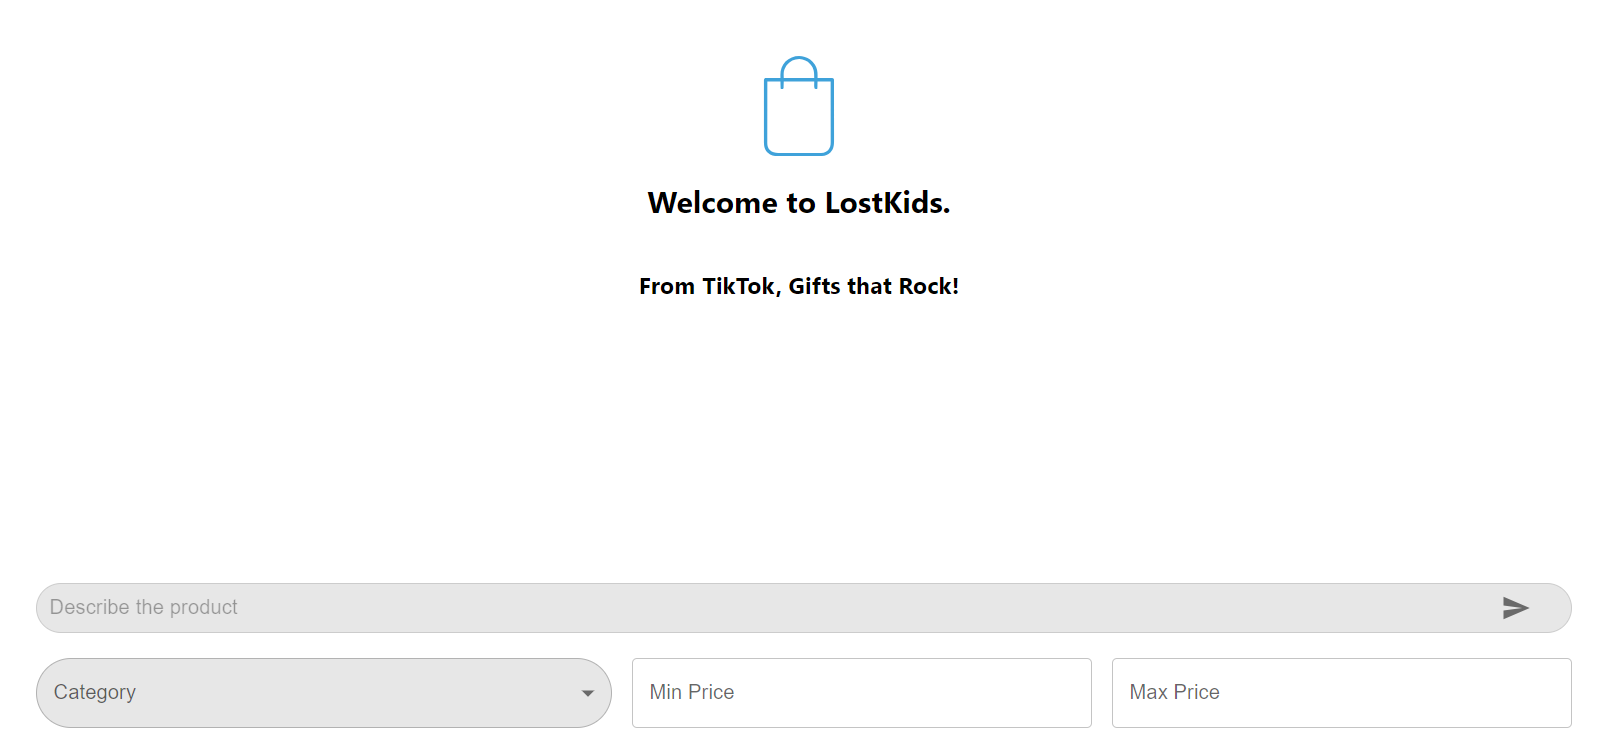 Welcome to LostKids.
From TikTok, Gifts that Rock!
Describe the product
Category
Min Price
Max Price